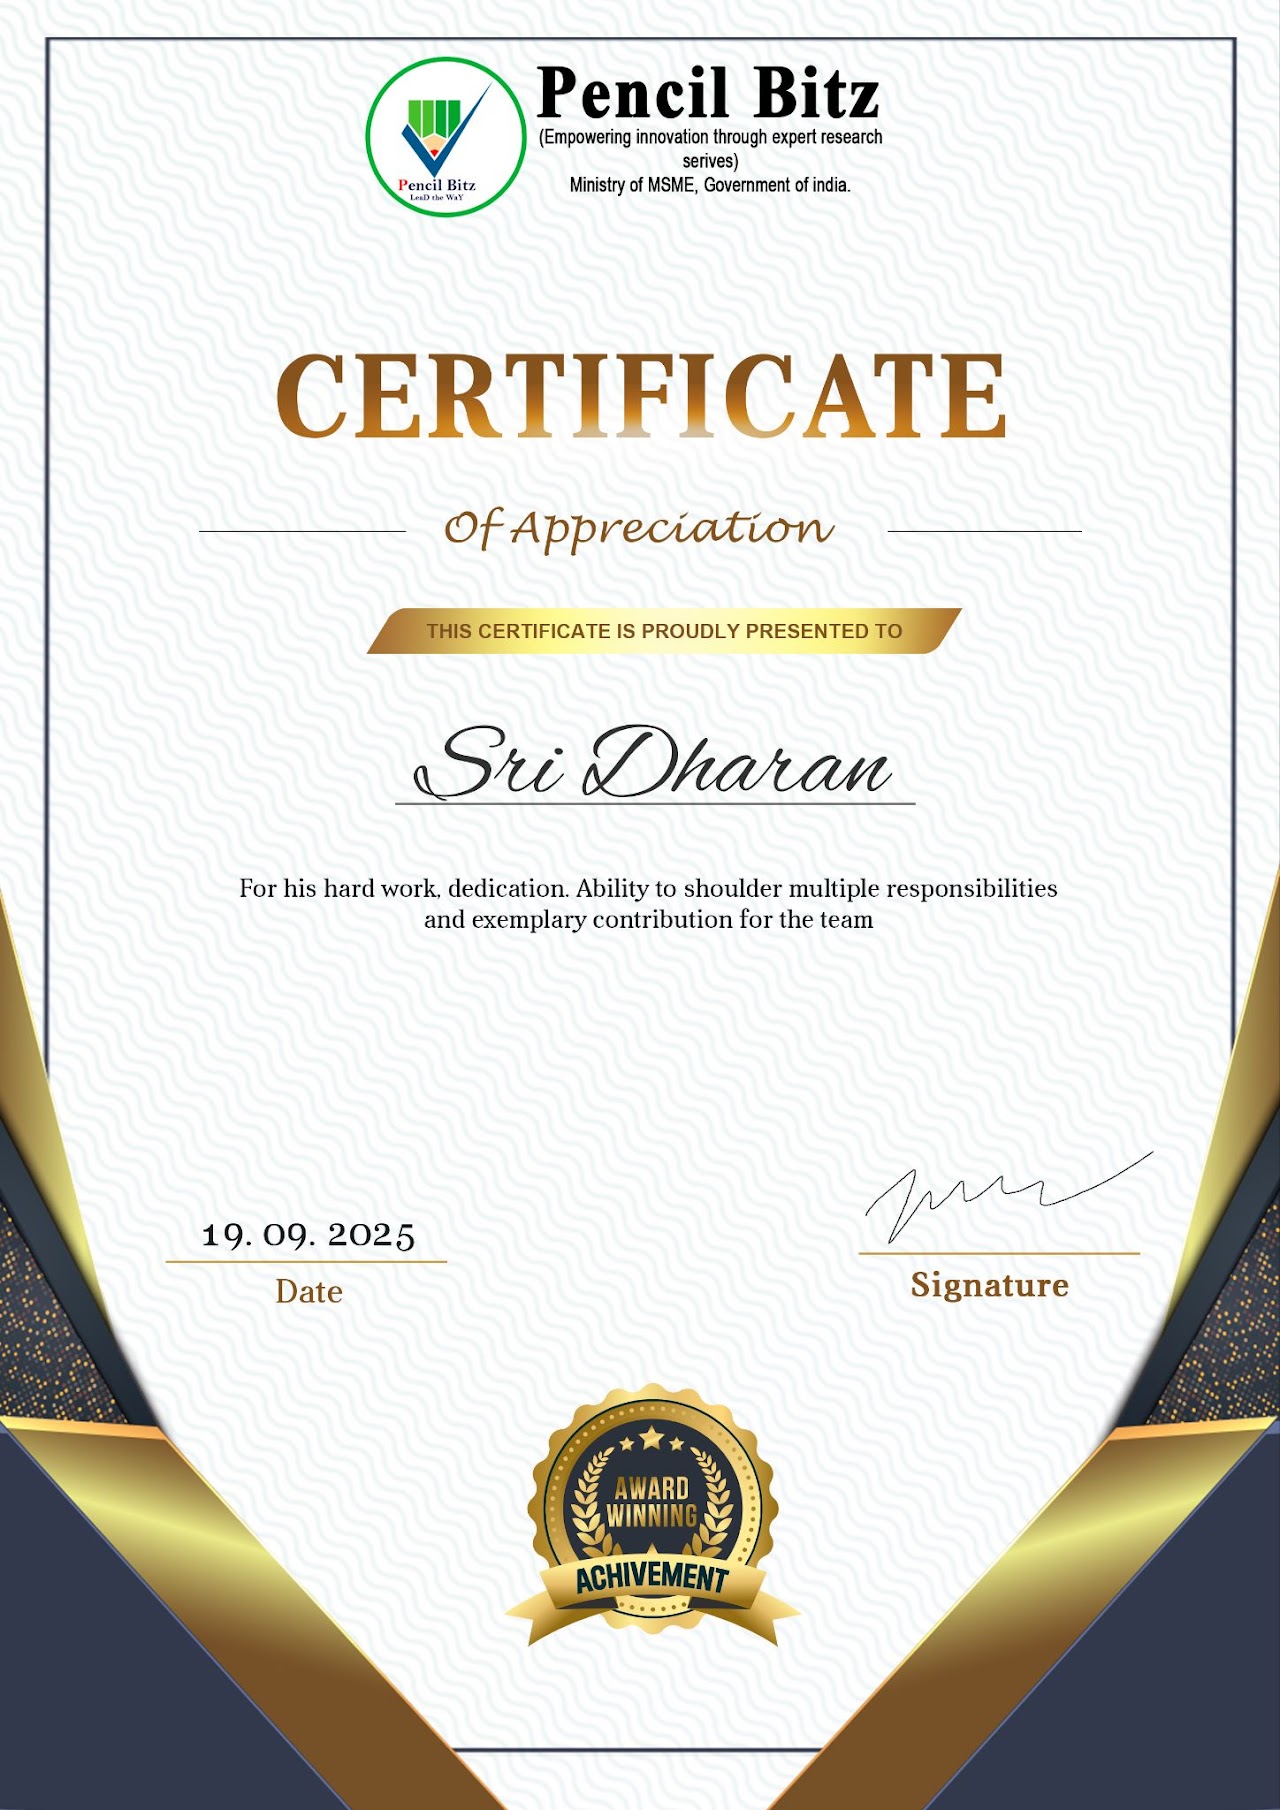 Pencil Bitz
(Empowering innovation through expert research
serives)
Ministry of MSME, Government of india.
Pencil Bitz
LeaD the WaY
CERTIFICATE
Of Appreciation
THIS CERTIFICATE IS PROUDLY PRESENTED TO
Sri Dharan
For his hard work, dedication. Ability to shoulder multiple responsibilities
and exemplary contribution for the team
19. 09. 2025
Date
Signature
AWARD
WINNING
ACHIVEMENT